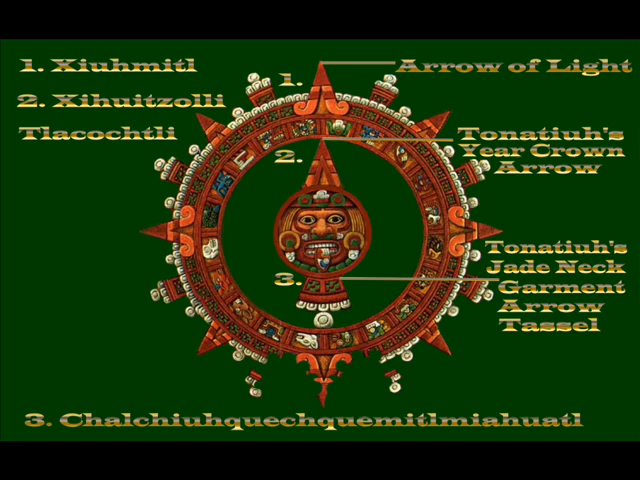 1. Xiuhmitl
1.
Arrow of Light
2. Xihuitzolli
Tlacochtli
2.
Tonatiuh's
Year Crown
Arrow
3.
Tonatiuh's
Jade Neck
Garment
Arrow
Tassel
3. Chalchiuhquechquemitlmiahuatl